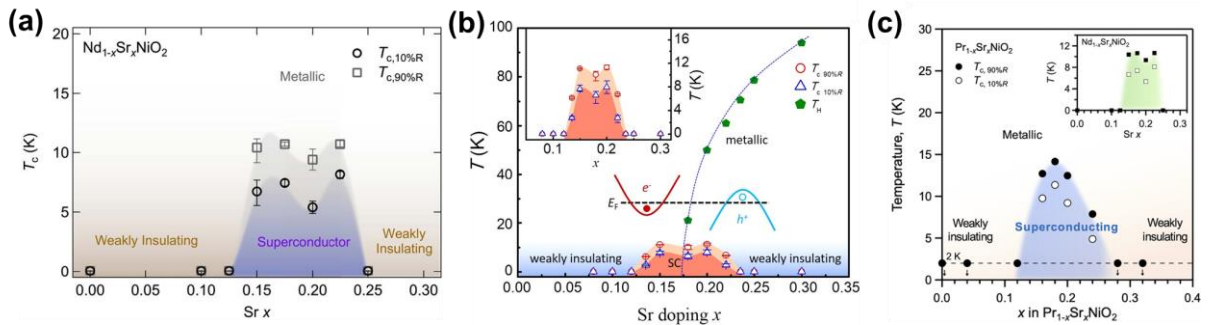 (a)
Nd1-xSrxNiO2
Tc,10%R
Tc,90%R
Metallic
Weakly Insulating
Superconductor
Weakly
Insulating
Tc (K)
20
15
10
5
0
0.00 0.05 0.10 0.15 0.20 0.25 0.30
Sr x
(b)
T (K)
100
80
60
40
20
0
T (K)
16
12
8
4
0
0.1 0.2 0.3
x
Tc 90%R
Tc 10%R
TH
metallic
e-
EF
h+
weakly insulating
SC
weakly insulating
0.00 0.05 0.10 0.15 0.20 0.25 0.30 0.35
Sr doping x
(c)
Temperature, T (K)
30
25
20
15
10
5
0
Pr1-xSrxNiO2
Tc,90%R
Tc,10%R
Nd1-xSrxNiO2
T (K)
12
10
8
6
4
2
0
0.0 0.1 0.2 0.3
Sr x
Metallic
Weakly
insulating
Superconducting
Weakly
insulating
2 K
0.0 0.1 0.2 0.3 0.4
x in Pr1-xSrxNiO2